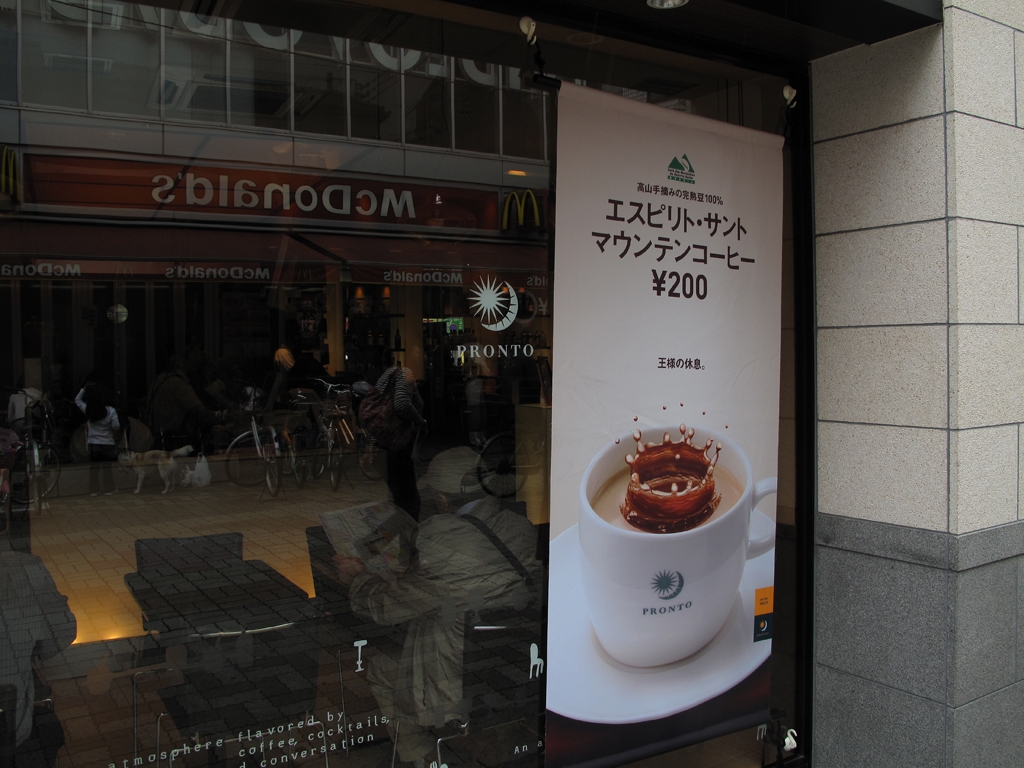 McDonald's
McDonald's
McDonald's
McDonald's
PRONTO
高山手摘みの完熟豆100%
エスピリト・サント
マウンテンコーヒー
¥200
王様の休息。
PRONTO
atmosphere flavored by
coffee, cocktails,
conversation
An a